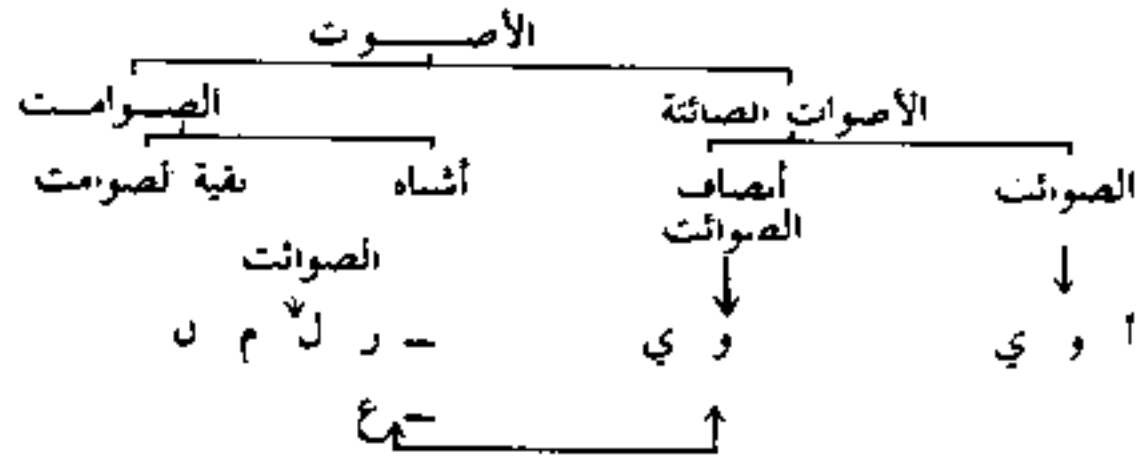 الأصوات
الأصوات الصائتة الصوامت
الصوائت أنصاف الصوائت أشباه الصوائت بقية الصوامت
ا و ي و ي – ر ل م ن
– ع